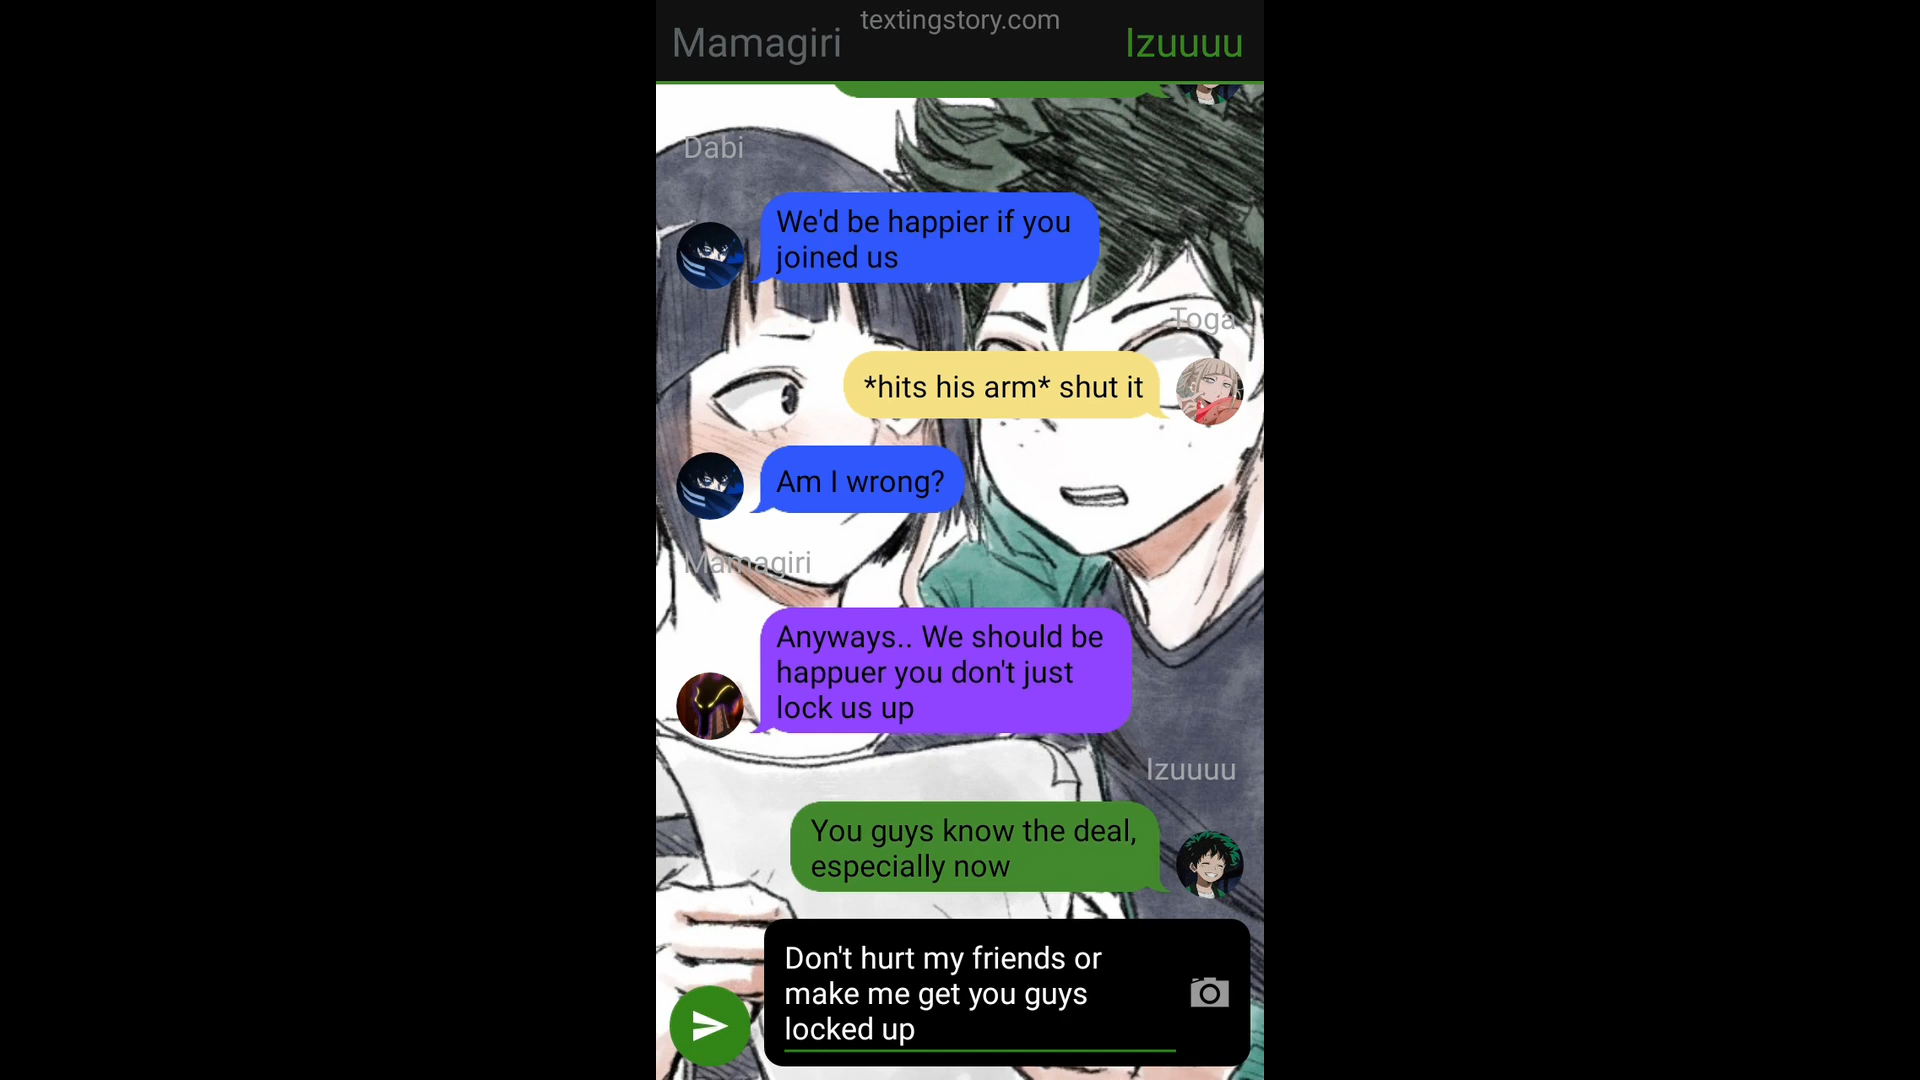 textingstory.com
Mamagiri
Izuuuu
Dabi
We'd be happier if you
joined us
Toga
*hits his arm* shut it
Am I wrong?
Mamagiri
Anyways.. We should be
happuer you don't just
lock us up
Izuuuu
You guys know the deal,
especially now
Don't hurt my friends or
make me get you guys
locked up